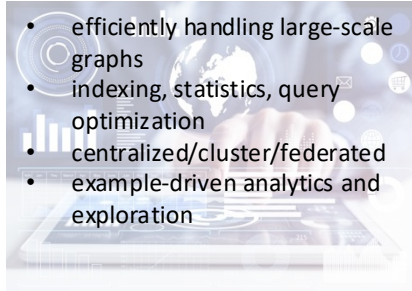 • efficiently handling large-scale
graphs
• indexing, statistics, query
optimization
• centralized/cluster/federated
• example-driven analytics and
exploration